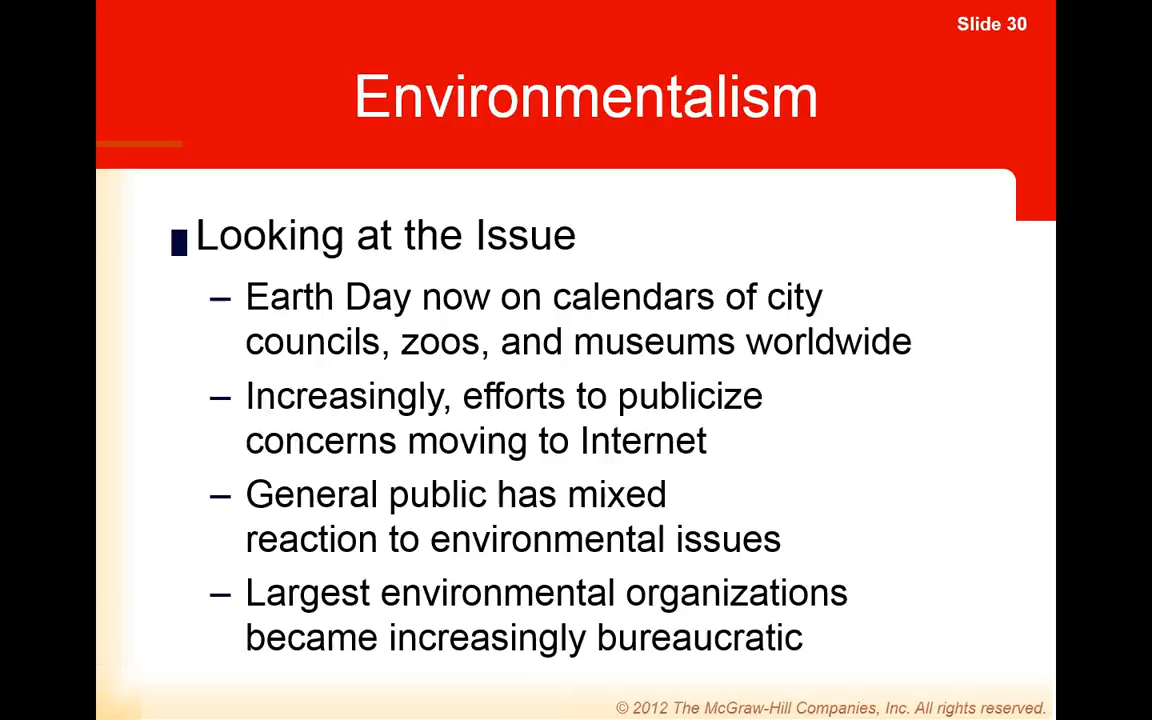 Slide 30
Environmentalism
Looking at the Issue
– Earth Day now on calendars of city
councils, zoos, and museums worldwide
– Increasingly, efforts to publicize
concerns moving to Internet
– General public has mixed
reaction to environmental issues
– Largest environmental organizations
became increasingly bureaucratic
© 2012 The McGraw-Hill Companies, Inc. All rights reserved.